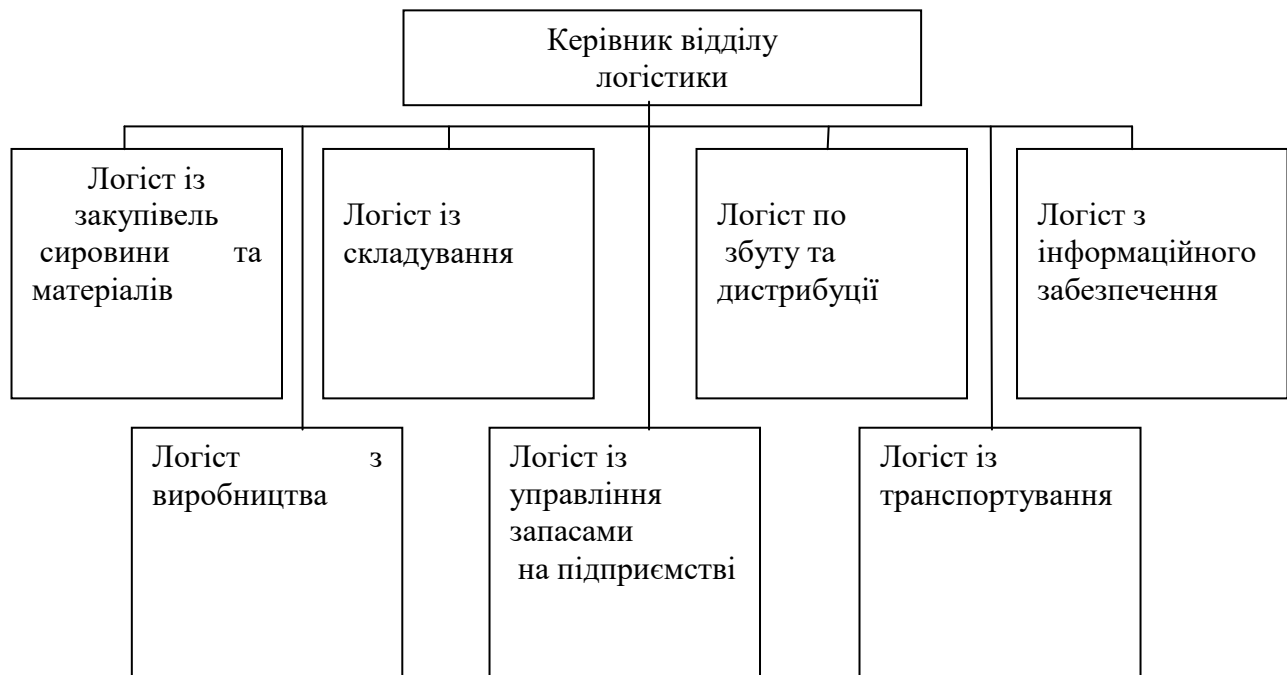 Керівник відділу
логістики
Логіст із
закупівель
сировини та
матеріалів
Логіст із
складування
Логіст по
збуту та
дистрибуції
Логіст з
інформаційного
забезпечення
Логіст з
виробництва
Логіст із
управління
запасами
на підприємстві
Логіст із
транспортування